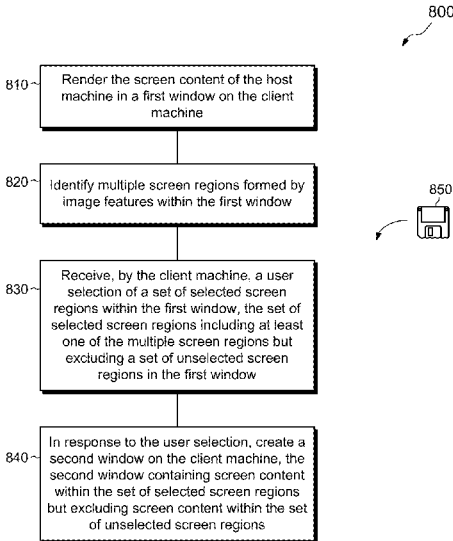 800
810
Render the screen content of the host
machine in a first window on the client
machine
820
Identify multiple screen regions formed by
image features within the first window
850
830
Receive, by the client machine, a user
selection of a set of selected screen
regions within the first window, the set of
selected screen regions including at least
one of the multiple screen regions but
excluding a set of unselected screen
regions in the first window
840
In response to the user selection, create a
second window on the client machine, the
second window containing screen content
within the set of selected screen regions
but excluding screen content within the set
of unselected screen regions